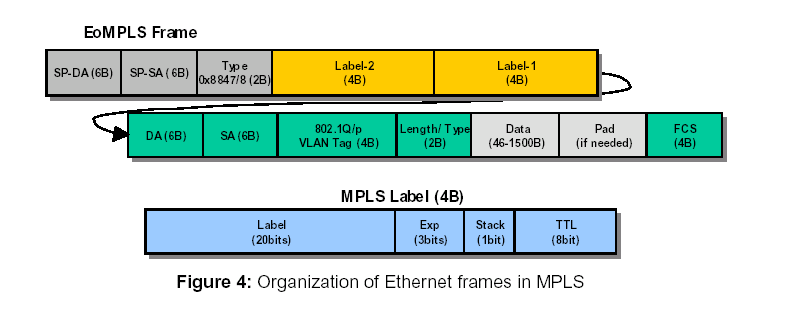 EoMPLS Frame
SP-DA (6B) SP-SA (6B) Type 0x8847/8 (2B) Label-2 (4B) Label-1 (4B)
DA (6B) SA (6B) 802.1Q/p VLAN Tag (4B) Length/ Type (2B) Data (46-1500B) Pad (if needed) FCS (4B)
MPLS Label (4B)
Label (20bits) Exp (3bits) Stack (1bit) TTL (8bit)
Figure 4: Organization of Ethernet frames in MPLS